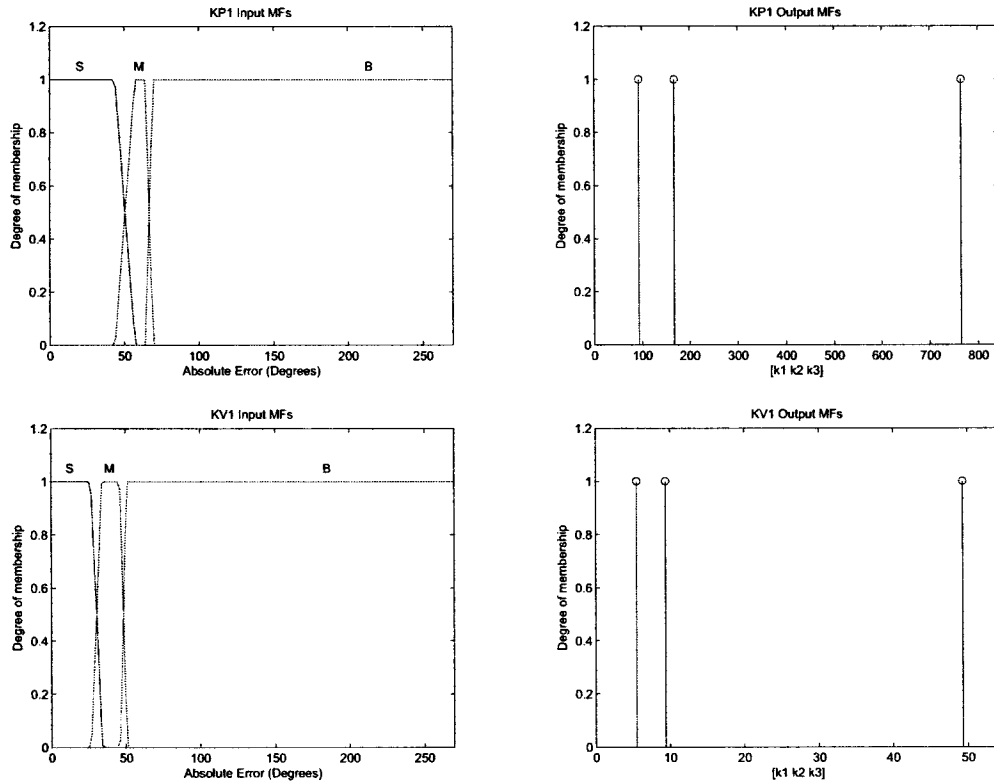 KP1 Input MFs
1.2
1
0.8
0.6
0.4
0.2
0
Degree of membership
S M B
0 50 100 150 200 250
Absolute Error (Degrees)
KP1 Output MFs
1.2
1
0.8
0.6
0.4
0.2
0
Degree of membership
0 100 200 300 400 500 600 700 800
[k1 k2 k3]
KV1 Input MFs
1.2
1
0.8
0.6
0.4
0.2
0
Degree of membership
S M B
0 50 100 150 200 250
Absolute Error (Degrees)
KV1 Output MFs
1.2
1
0.8
0.6
0.4
0.2
0
Degree of membership
0 10 20 30 40 50
[k1 k2 k3]